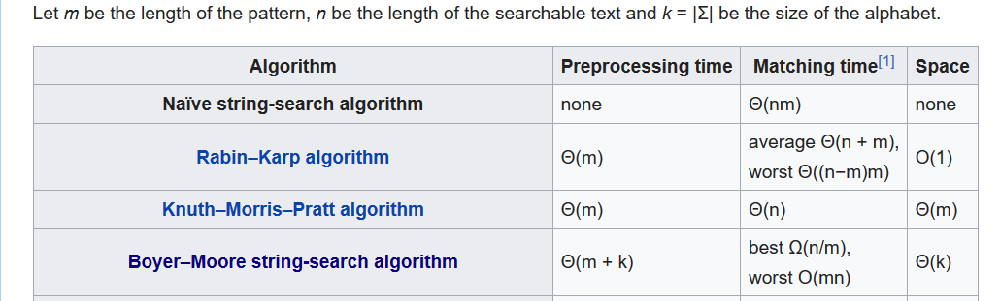 Let m be the length of the pattern, n be the length of the searchable text and k = |Σ| be the size of the alphabet.
Algorithm Preprocessing time Matching time[1] Space
Naïve string-search algorithm none Θ(nm) none
Rabin–Karp algorithm Θ(m) average Θ(n + m),
worst Θ((n−m)m) O(1)
Knuth–Morris–Pratt algorithm Θ(m) Θ(n) Θ(m)
Boyer–Moore string-search algorithm Θ(m + k) best Ω(n/m),
worst O(mn) Θ(k)